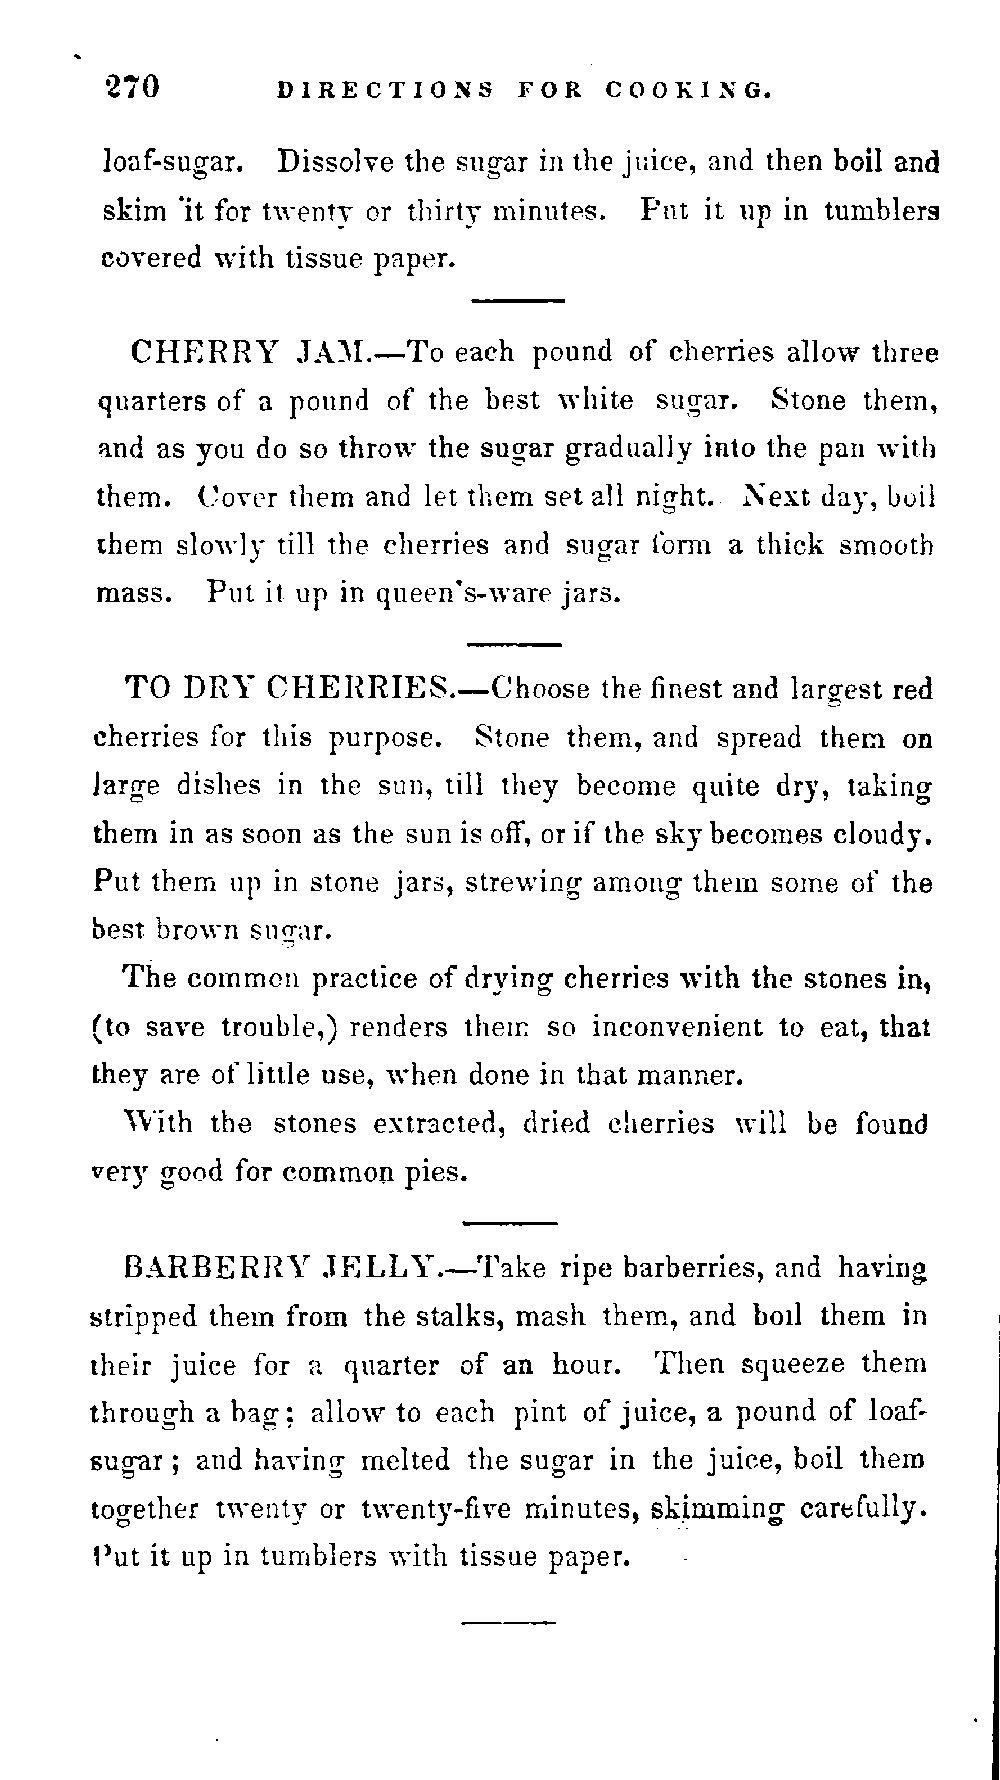 270 DIRECTIONS FOR COOKING.
loaf-sugar. Dissolve the sugar in the juice, and then boil and
skim it for twenty or thirty minutes. Put it up in tumblers
covered with tissue paper.
CHERRY JAM.—To each pound of cherries allow three
quarters of a pound of the best white sugar. Stone them,
and as you do so throw the sugar gradually into the pan with
them. Cover them and let them set all night. Next day, boil
them slowly till the cherries and sugar form a thick smooth
mass. Put it up in queen's-ware jars.
TO DRY CHERRIES.—Choose the finest and largest red
cherries for this purpose. Stone them, and spread them on
large dishes in the sun, till they become quite dry, taking
them in as soon as the sun is off, or if the sky becomes cloudy.
Put them up in stone jars, strewing among them some of the
best brown sugar.
The common practice of drying cherries with the stones in,
(to save trouble,) renders them so inconvenient to eat, that
they are of little use, when done in that manner.
With the stones extracted, dried cherries will be found
very good for common pies.
BARBERRY JELLY.—Take ripe barberries, and having
stripped them from the stalks, mash them, and boil them in
their juice for a quarter of an hour. Then squeeze them
through a bag; allow to each pint of juice, a pound of loaf-
sugar; and having melted the sugar in the juice, boil them
together twenty or twenty-five minutes, skimming carefully.
Put it up in tumblers with tissue paper.